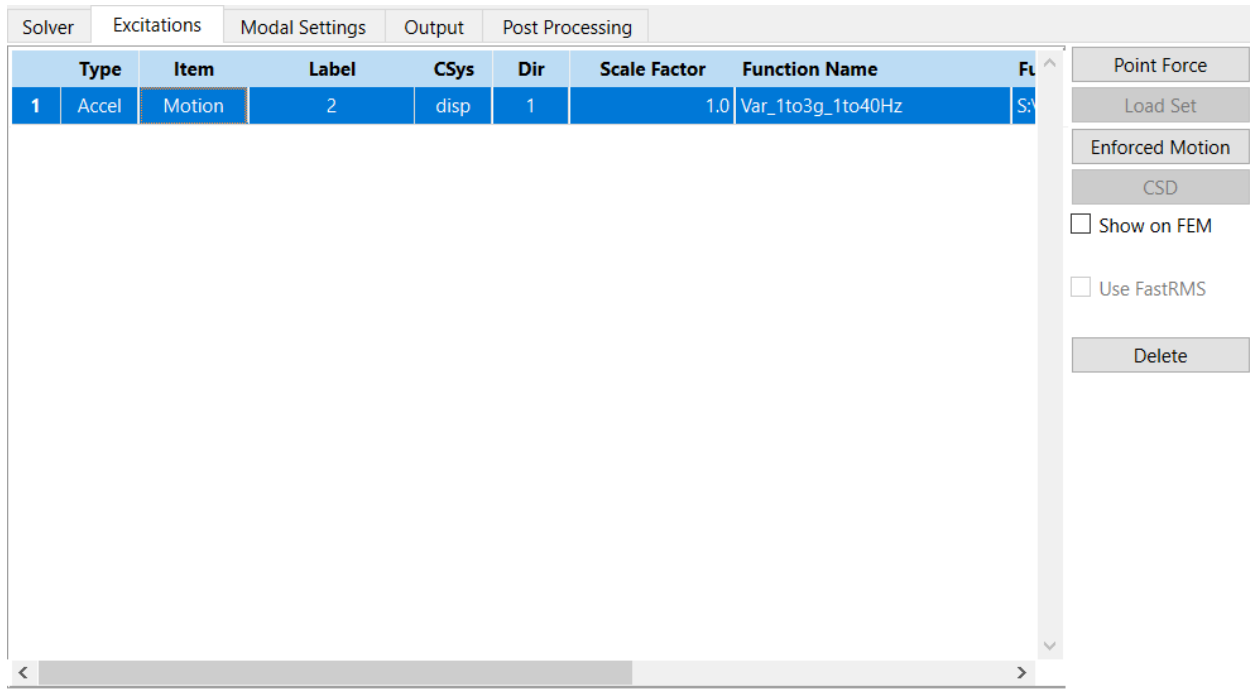 Solver Excitations Modal Settings Output Post Processing
Type Item Label CSys Dir Scale Factor Function Name Fu
1 Accel Motion 2 disp 1 1.0 Var_1to3g_1to40Hz S:\
Point Force
Load Set
Enforced Motion
CSD
Show on FEM
Use FastRMS
Delete